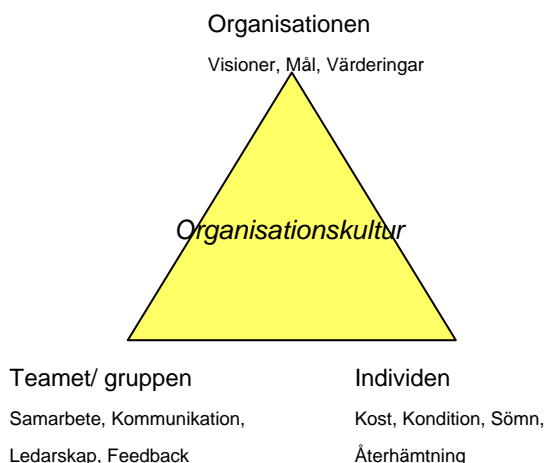 Organisationen
Visioner, Mål, Värderingar
Organisationskultur
Teamet/ gruppen
Samarbete, Kommunikation,
Ledarskap, Feedback
Individen
Kost, Kondition, Sömn,
Återhämtning